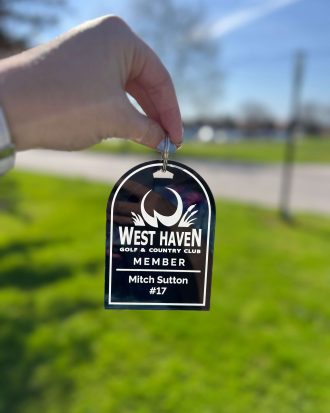 WEST HAVEN
GOLF & COUNTRY CLUB
MEMBER
Mitch Sutton
#17